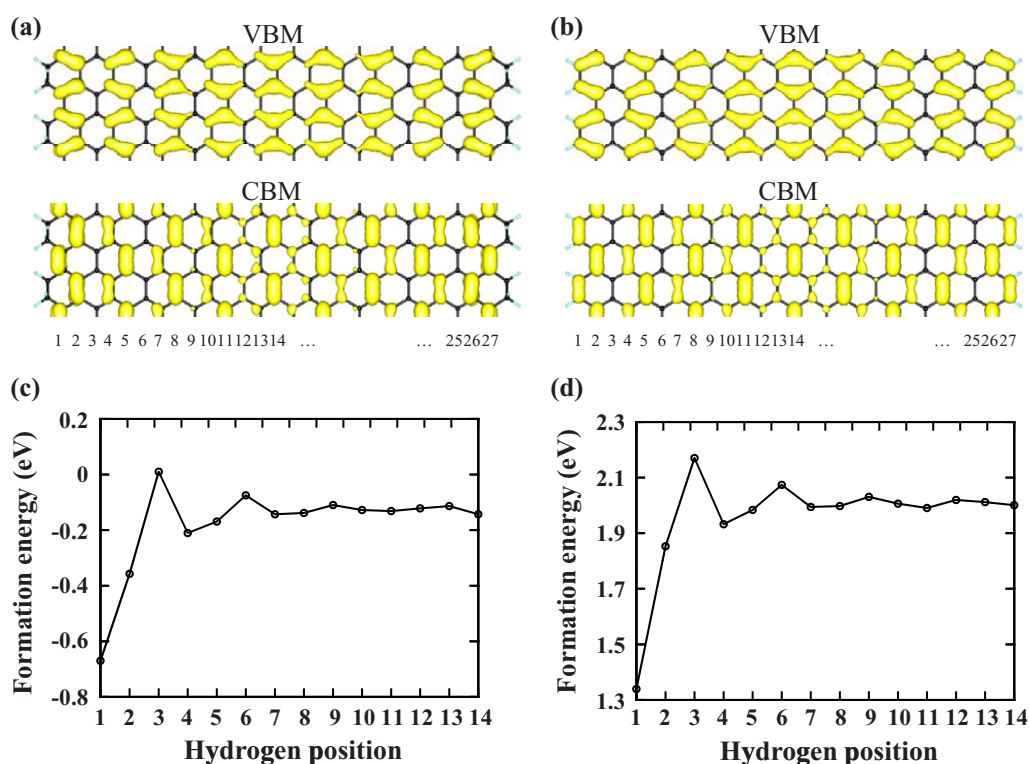 (a)
VBM
CBM
1 2 3 4 5 6 7 8 9 10 11 12 13 14 ... ... 25 26 27
(b)
VBM
CBM
1 2 3 4 5 6 7 8 9 10 11 12 13 14 ... ... 25 26 27
(c)
Formation energy (eV)
0.2
0
-0.2
-0.4
-0.6
-0.8
1 2 3 4 5 6 7 8 9 10 11 12 13 14
Hydrogen position
(d)
Formation energy (eV)
2.3
2.1
1.9
1.7
1.5
1.3
1 2 3 4 5 6 7 8 9 10 11 12 13 14
Hydrogen position